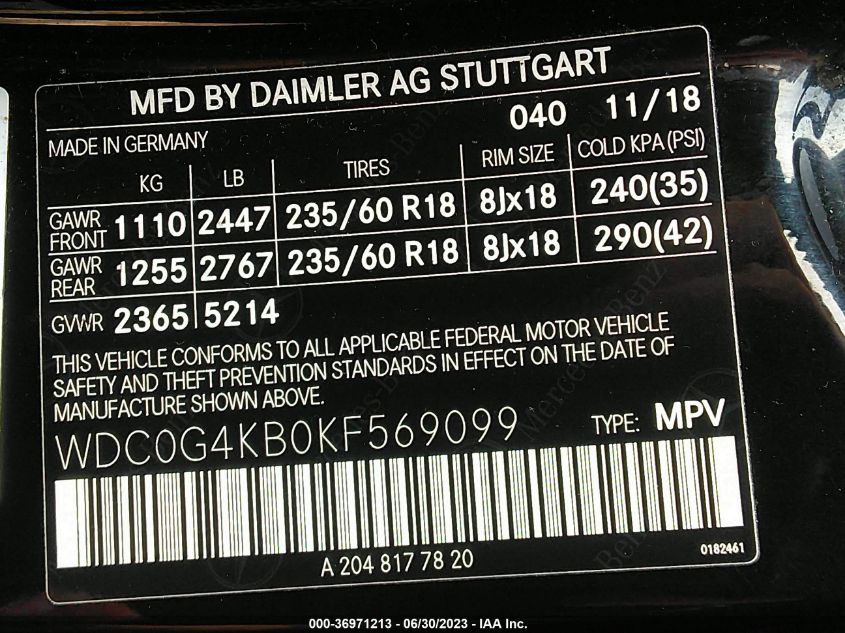 MFD BY DAIMLER AG STUTTGART
MADE IN GERMANY 040 11/18
KG LB TIRES RIM SIZE COLD KPA (PSI)
GAWR FRONT 1110 2447 235/60 R18 8Jx18 240(35)
GAWR REAR 1255 2767 235/60 R18 8Jx18 290(42)
GVWR 2365 5214
THIS VEHICLE CONFORMS TO ALL APPLICABLE FEDERAL MOTOR VEHICLE
SAFETY AND THEFT PREVENTION STANDARDS IN EFFECT ON THE DATE OF
MANUFACTURE SHOWN ABOVE.
WDC0G4KB0KF569099 TYPE: MPV
A 204 817 78 20
0182461
000-36971213 - 06/30/2023 - IAA Inc.